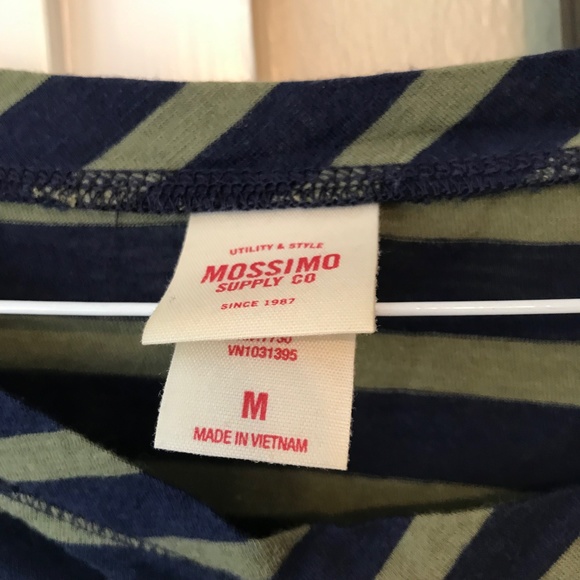 UTILITY & STYLE
MOSSIMO
SUPPLY CO
SINCE 1987
VN1031395
M
MADE IN VIETNAM